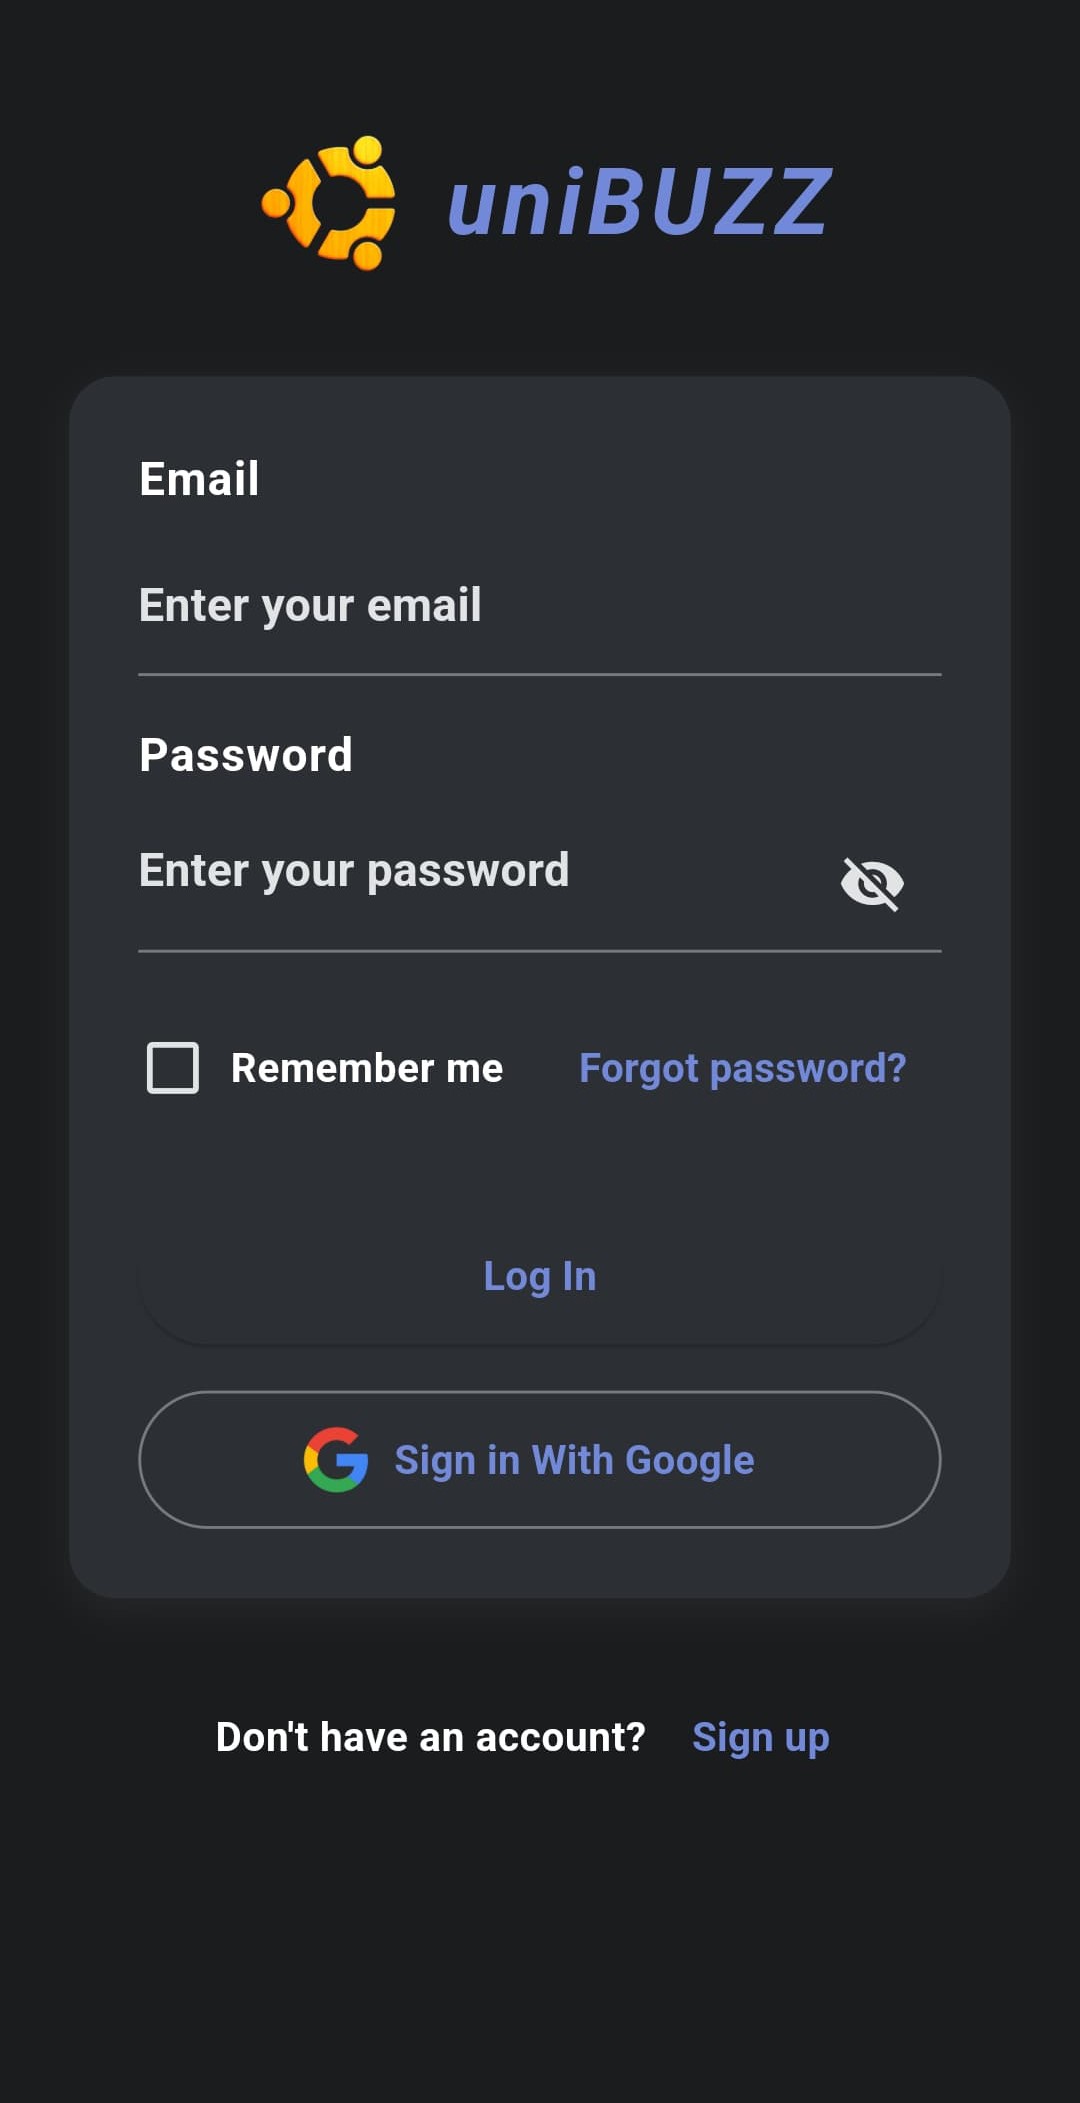 uniBUZZ
Email
Enter your email
Password
Enter your password
Remember me Forgot password?
Log In
Sign in With Google
Don't have an account? Sign up